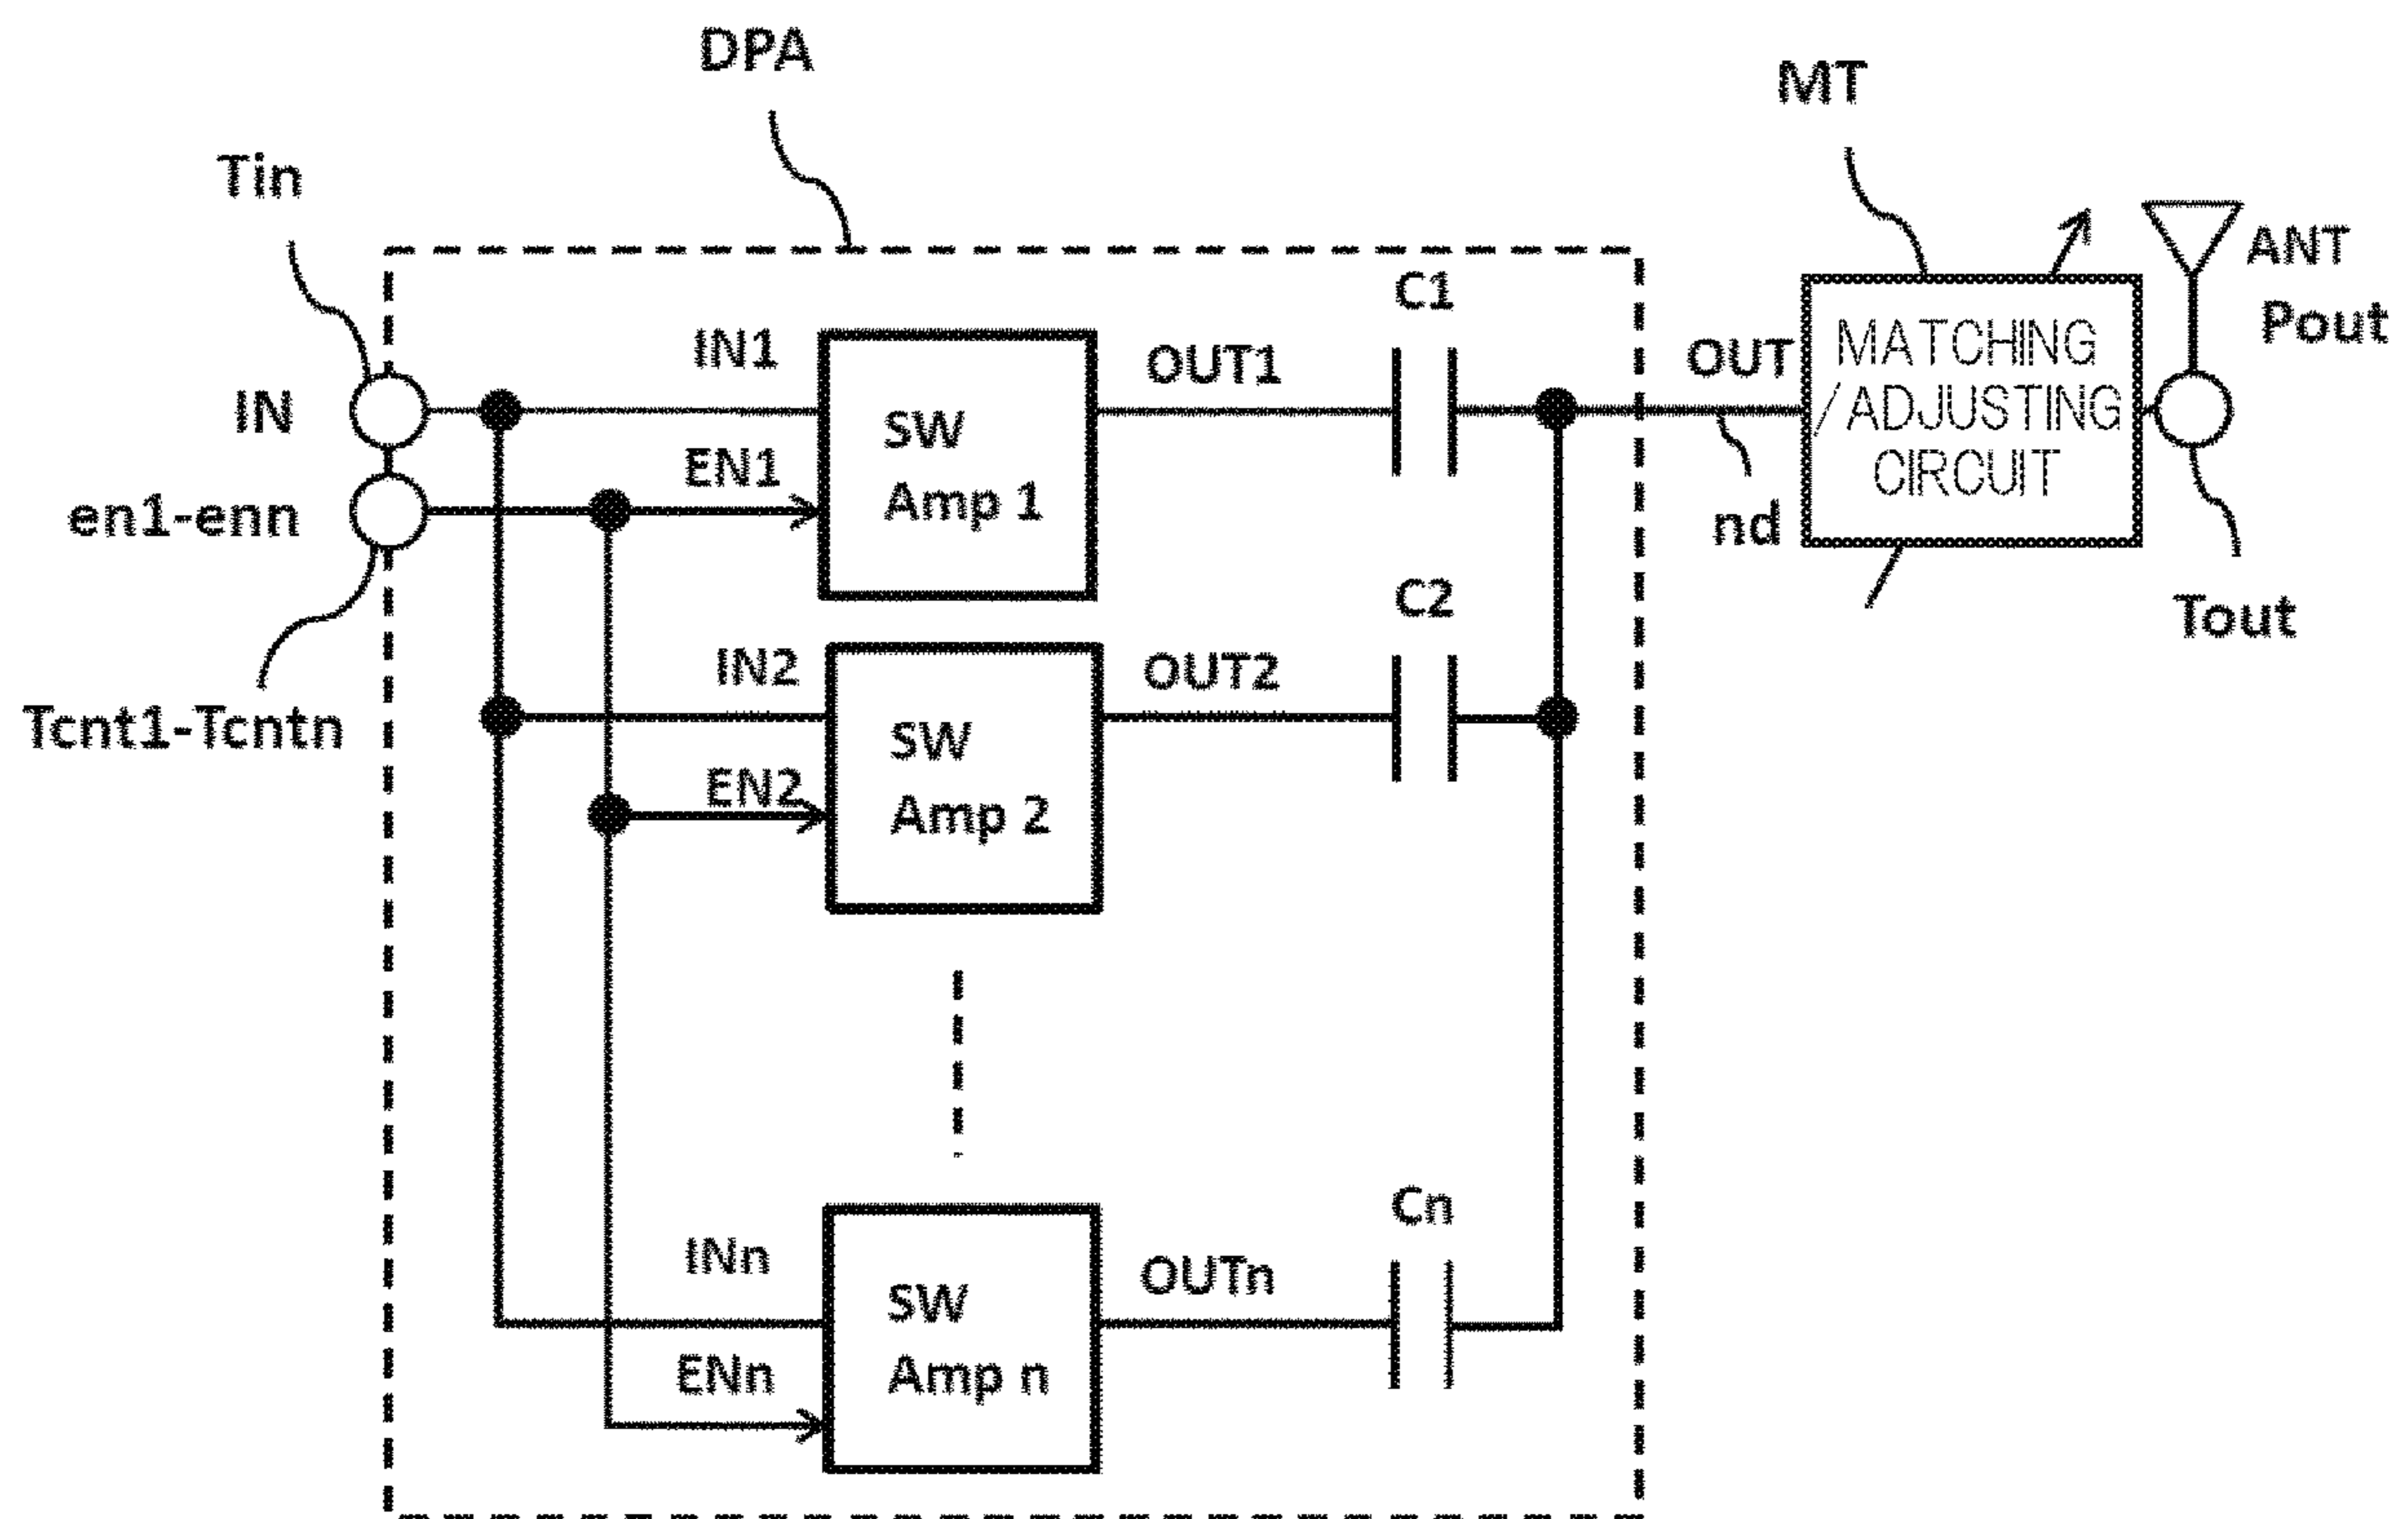 DPA
MT
Tin
ANT
Pout
C1
IN1
OUT1
OUT
MATCHING
/ADJUSTING
CIRCUIT
IN
SW
Amp 1
EN1
en1-enn
nd
C2
Tout
IN2
OUT2
Tcnt1-Tcntn
SW
Amp 2
EN2
Cn
INn
OUTn
SW
Amp n
ENn